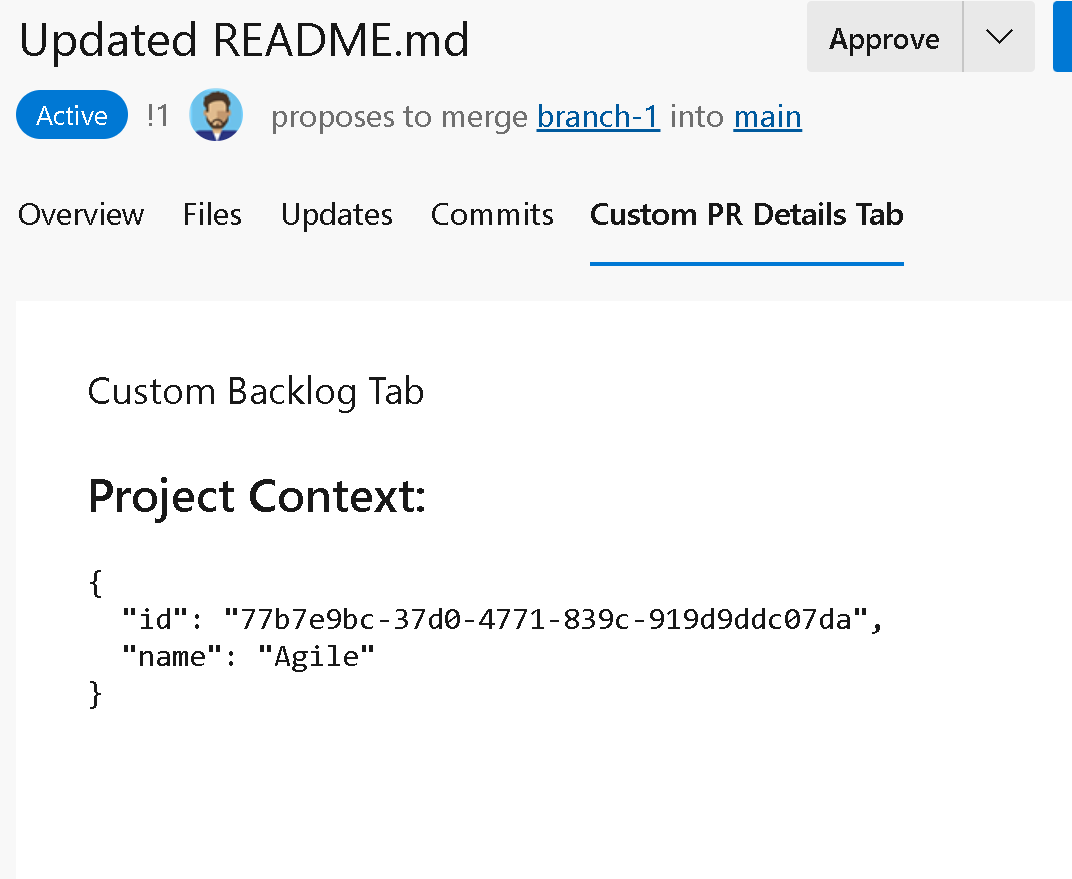 Updated README.md
Approve
Active !1 proposes to merge branch-1 into main
Overview Files Updates Commits Custom PR Details Tab
Custom Backlog Tab
Project Context:
{
"id": "77b7e9bc-37d0-4771-839c-919d9ddc07da",
"name": "Agile"
}